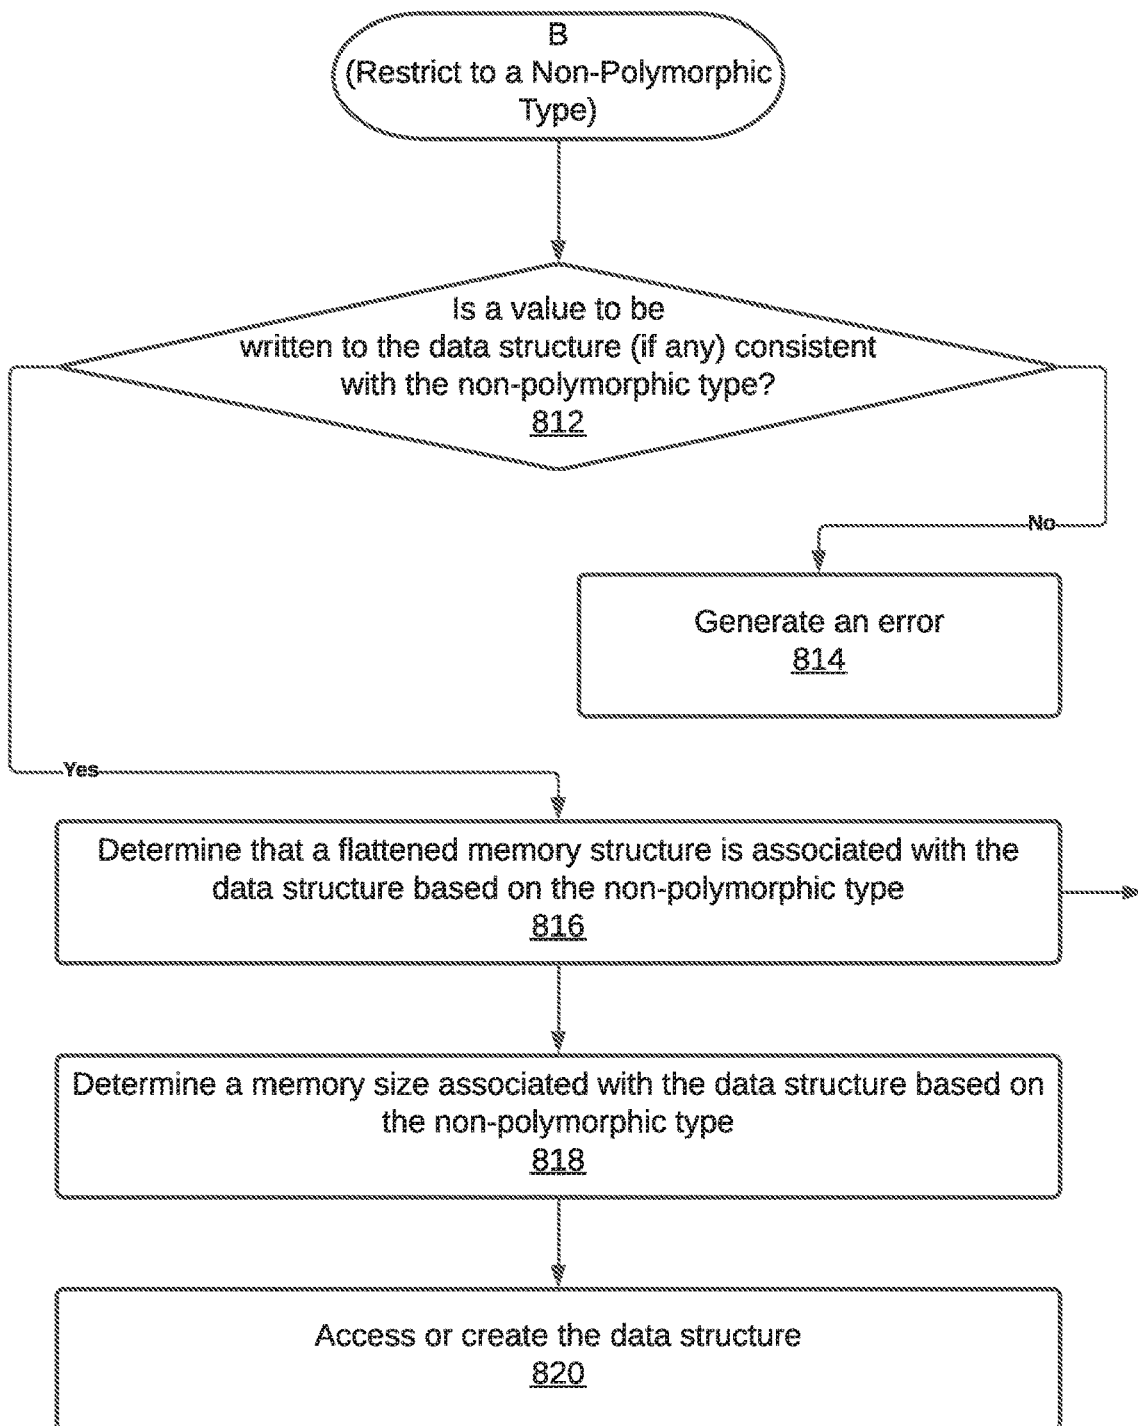 B
(Restrict to a Non-Polymorphic
Type)
Is a value to be
written to the data structure (if any) consistent
with the non-polymorphic type?
812
No
Generate an error
814
Yes
Determine that a flattened memory structure is associated with the
data structure based on the non-polymorphic type
816
Determine a memory size associated with the data structure based on
the non-polymorphic type
818
Access or create the data structure
820